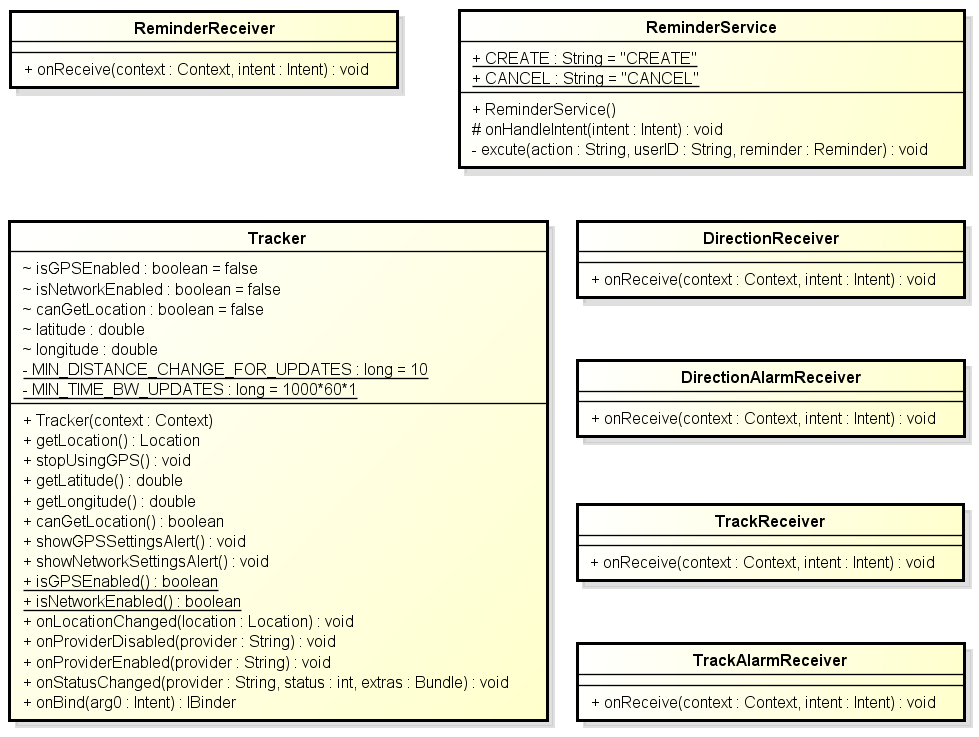 ReminderReceiver
+ onReceive(context : Context, intent : Intent) : void
ReminderService
+ CREATE : String = "CREATE"
+ CANCEL : String = "CANCEL"
+ ReminderService()
# onHandleIntent(intent : Intent) : void
- excute(action : String, userID : String, reminder : Reminder) : void
Tracker
~ isGPSEnabled : boolean = false
~ isNetworkEnabled : boolean = false
~ canGetLocation : boolean = false
~ latitude : double
~ longitude : double
- MIN_DISTANCE_CHANGE_FOR_UPDATES : long = 10
- MIN_TIME_BW_UPDATES : long = 1000*60*1
+ Tracker(context : Context)
+ getLocation() : Location
+ stopUsingGPS() : void
+ getLatitude() : double
+ getLongitude() : double
+ canGetLocation() : boolean
+ showGPSSettingsAlert() : void
+ showNetworkSettingsAlert() : void
+ isGPSEnabled() : boolean
+ isNetworkEnabled() : boolean
+ onLocationChanged(location : Location) : void
+ onProviderDisabled(provider : String) : void
+ onProviderEnabled(provider : String) : void
+ onStatusChanged(provider : String, status : int, extras : Bundle) : void
+ onBind(arg0 : Intent) : IBinder
DirectionReceiver
+ onReceive(context : Context, intent : Intent) : void
DirectionAlarmReceiver
+ onReceive(context : Context, intent : Intent) : void
TrackReceiver
+ onReceive(context : Context, intent : Intent) : void
TrackAlarmReceiver
+ onReceive(context : Context, intent : Intent) : void